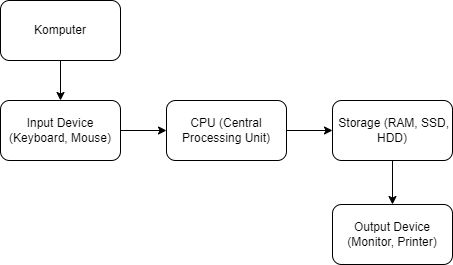 Komputer
Input Device
(Keyboard, Mouse)
CPU (Central
Processing Unit)
Storage (RAM, SSD,
HDD)
Output Device
(Monitor, Printer)